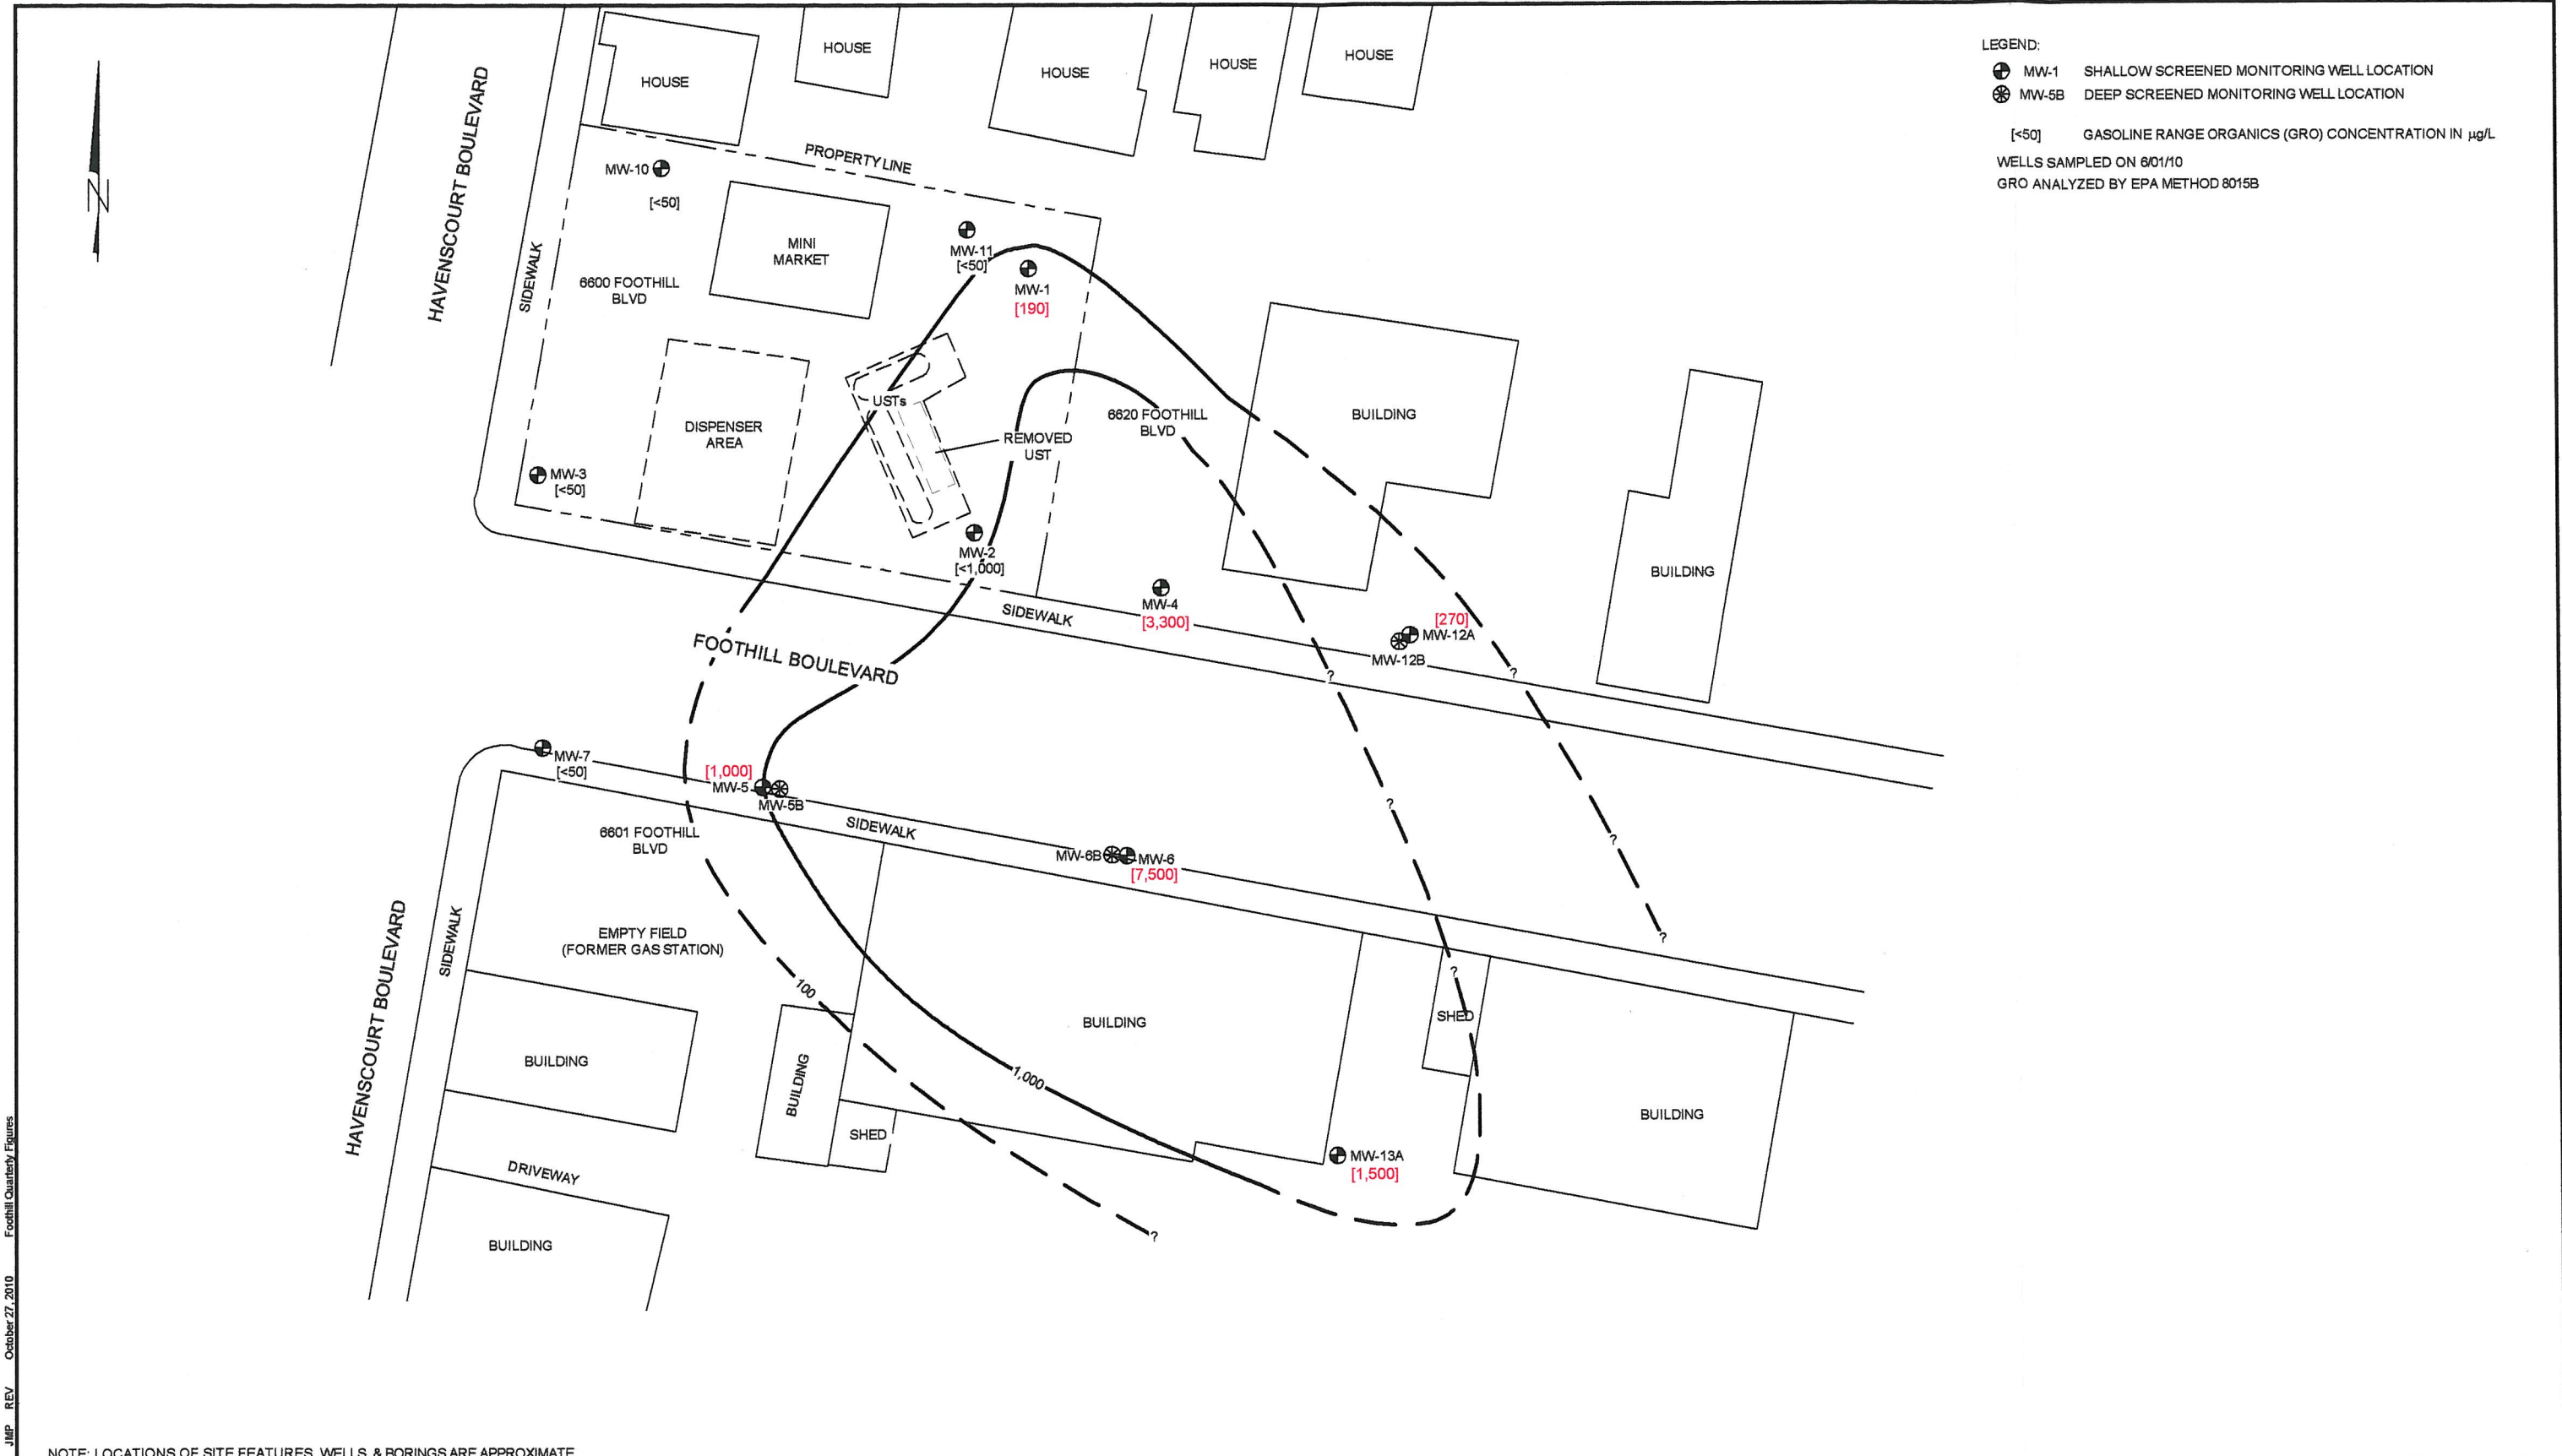 HOUSE
HOUSE
HOUSE
HOUSE
HOUSE
LEGEND:
MW-1 SHALLOW SCREENED MONITORING WELL LOCATION
MW-5B DEEP SCREENED MONITORING WELL LOCATION
[<50] GASOLINE RANGE ORGANICS (GRO) CONCENTRATION IN µg/L
WELLS SAMPLED ON 6/01/10
GRO ANALYZED BY EPA METHOD 8015B
N
HAVENSCOURT BOULEVARD
SIDEWALK
PROPERTY LINE
MW-10
[<50]
MINI
MARKET
MW-11
[<50]
MW-1
[190]
6600 FOOTHILL
BLVD
USTs
REMOVED
UST
6620 FOOTHILL
BLVD
BUILDING
DISPENSER
AREA
MW-3
[<50]
MW-2
[<1,000]
BUILDING
MW-4
[3,300]
SIDEWALK
[270]
MW-12A
MW-12B
?
?
FOOTHILL BOULEVARD
MW-7
[<50]
[1,000]
MW-5
MW-5B
?
?
SIDEWALK
6601 FOOTHILL
BLVD
MW-6B
MW-6
[7,500]
HAVENSCOURT BOULEVARD
SIDEWALK
EMPTY FIELD
(FORMER GAS STATION)
?
?
100
BUILDING
SHED
BUILDING
BUILDING
1,000
BUILDING
SHED
MW-13A
[1,500]
DRIVEWAY
BUILDING
?
JMP REV October 27, 2010 Foothill Quarterly Figures
NOTE: LOCATIONS OF SITE FEATURES, WELLS, & BORINGS ARE APPROXIMATE